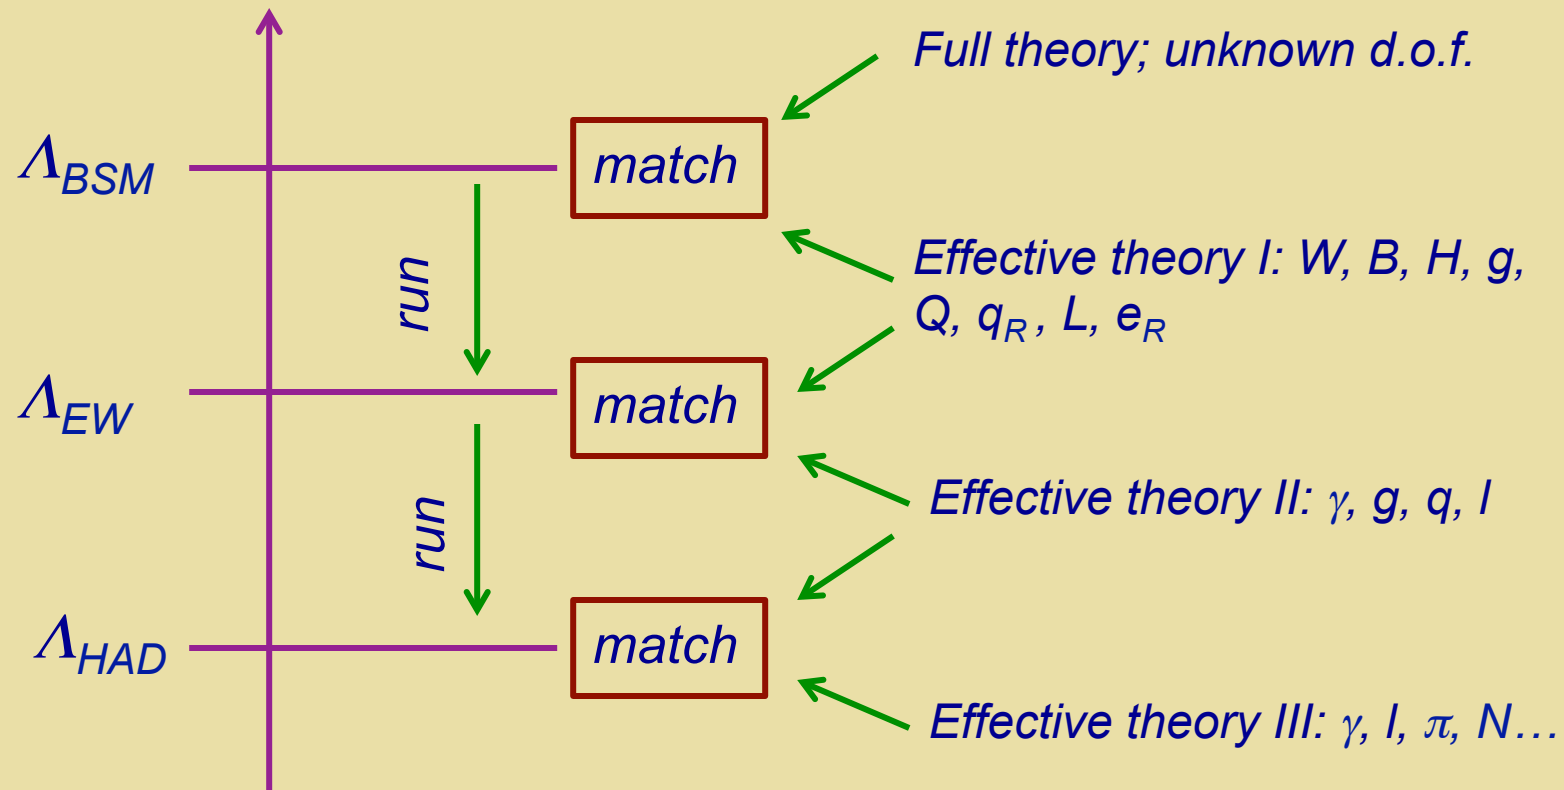 Full theory; unknown d.o.f.
Λ_BSM
match
run
Effective theory I: W, B, H, g,
Q, q_R, L, e_R
Λ_EW
match
run
Effective theory II: γ, g, q, l
Λ_HAD
match
Effective theory III: γ, l, π, N…